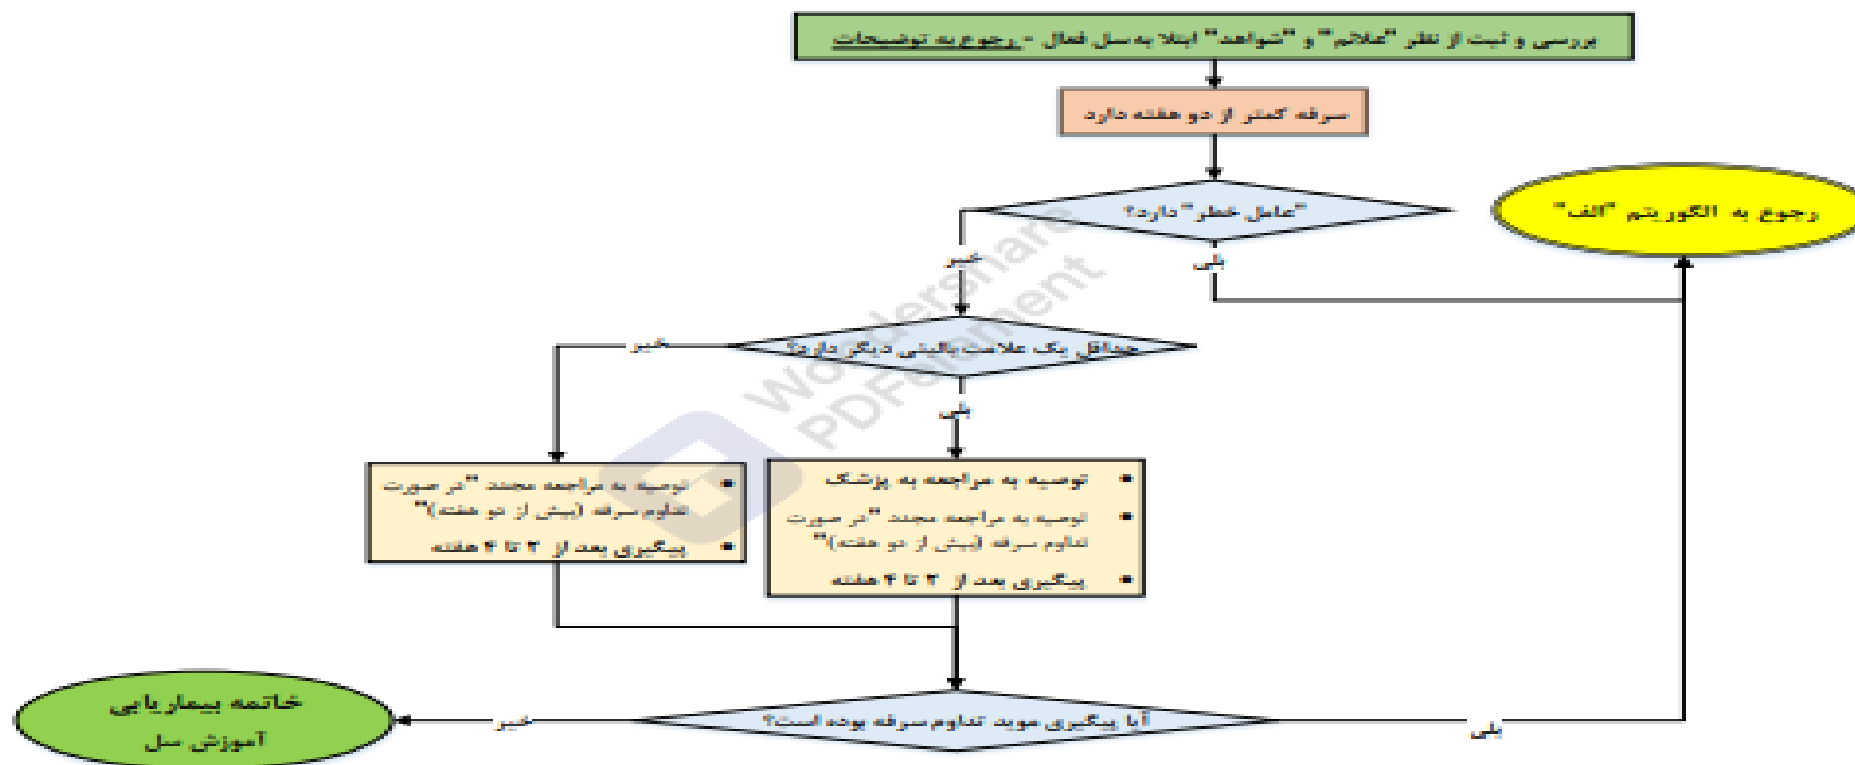 بررسی و ثبت از نظر "علائم" و "شواهد" ابتلا به سل فعال - رجوع به توضیحات
سرفه کمتر از دو هفته دارد
"عامل خطر" دارد؟
رجوع به الگوریتم "الف"
خیر
بلی
حداقل یک علامت بالینی دیگر دارد؟
خیر
بلی
توصیه به مراجعه به پزشک
توصیه به مراجعه مجدد "در صورت
تداوم سرفه (بیش از دو هفته)"
پیگیری بعد از ۲ تا ۴ هفته
توصیه به مراجعه مجدد "در صورت
تداوم سرفه (بیش از دو هفته)"
پیگیری بعد از ۲ تا ۴ هفته
آیا پیگیری موید تداوم سرفه بوده است؟
بلی
خیر
خاتمه بیماریابی
آموزش سل
Wondershare
PDFelement